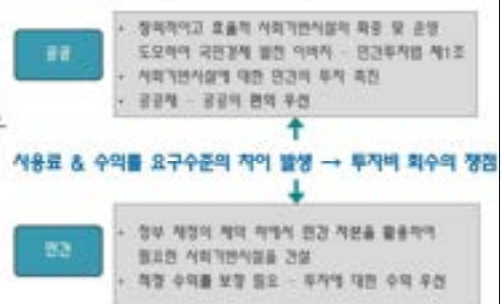 공공
· 창의적이고 효율적 사회기반시설의 확충 및 운영
도모하여 국민경제 발전 이바지 - 민간투자법 제1조
· 사회기반시설에 대한 민간의 투자 촉진
· 공공재 - 공공의 편익 우선
사용료 & 수익률 요구수준의 차이 발생 → 투자비 회수의 쟁점
민간
· 정부 재정의 제약 하에서 민간 자본을 활용하여
필요한 사회기반시설을 건설
· 적정 수익률 보장 필요 - 투자에 대한 수익 우선